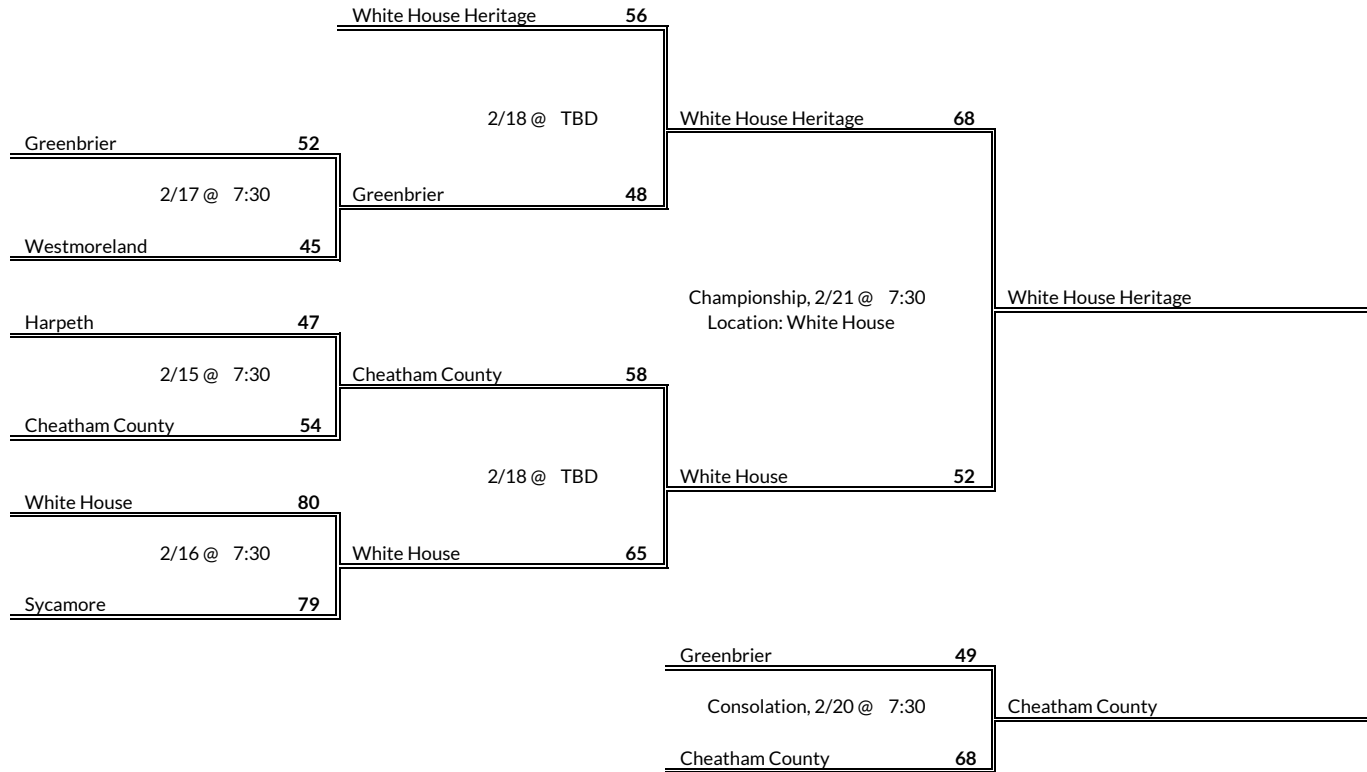 White House Heritage 56
2/18 @ TBD White House Heritage 68
Greenbrier 52
2/17 @ 7:30 Greenbrier 48
Westmoreland 45
Championship, 2/21 @ 7:30 White House Heritage
Harpeth 47 Location: White House
2/15 @ 7:30 Cheatham County 58
Cheatham County 54
2/18 @ TBD White House 52
White House 80
2/16 @ 7:30 White House 65
Sycamore 79
Greenbrier 49
Consolation, 2/20 @ 7:30 Cheatham County
Cheatham County 68